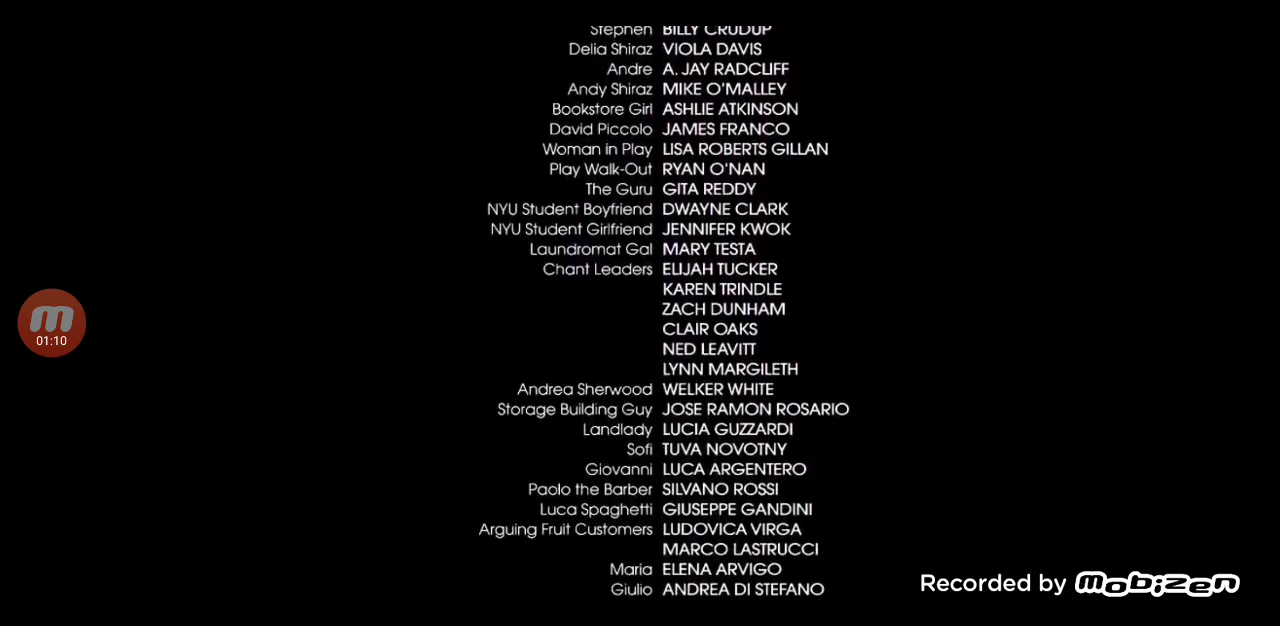 Stephen BILLY CRUDUP
Delia Shiraz VIOLA DAVIS
Andre A. JAY RADCLIFF
Andy Shiraz MIKE O'MALLEY
Bookstore Girl ASHLIE ATKINSON
David Piccolo JAMES FRANCO
Woman in Play LISA ROBERTS GILLAN
Play Walk-Out RYAN O'NAN
The Guru GITA REDDY
NYU Student Boyfriend DWAYNE CLARK
NYU Student Girlfriend JENNIFER KWOK
Laundromat Gal MARY TESTA
Chant Leaders ELIJAH TUCKER
KAREN TRINDLE
ZACH DUNHAM
CLAIR OAKS
NED LEAVITT
LYNN MARGILETH
Andrea Sherwood WELKER WHITE
Storage Building Guy JOSE RAMON ROSARIO
Landlady LUCIA GUZZARDI
Sofi TUVA NOVOTNY
Giovanni LUCA ARGENTERO
Paolo the Barber SILVANO ROSSI
Luca Spaghetti GIUSEPPE GANDINI
Arguing Fruit Customers LUDOVICA VIRGA
MARCO LASTRUCCI
Maria ELENA ARVIGO
Giulio ANDREA DI STEFANO
m
01:10
Recorded by mobizen